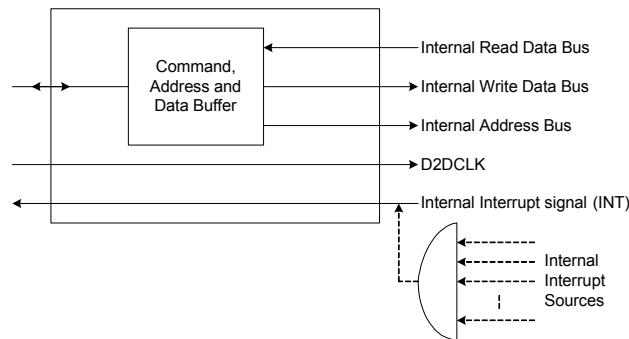 Command,
Address and
Data Buffer
Internal Read Data Bus
Internal Write Data Bus
Internal Address Bus
D2DCLK
Internal Interrupt signal (INT)
Internal
Interrupt
Sources